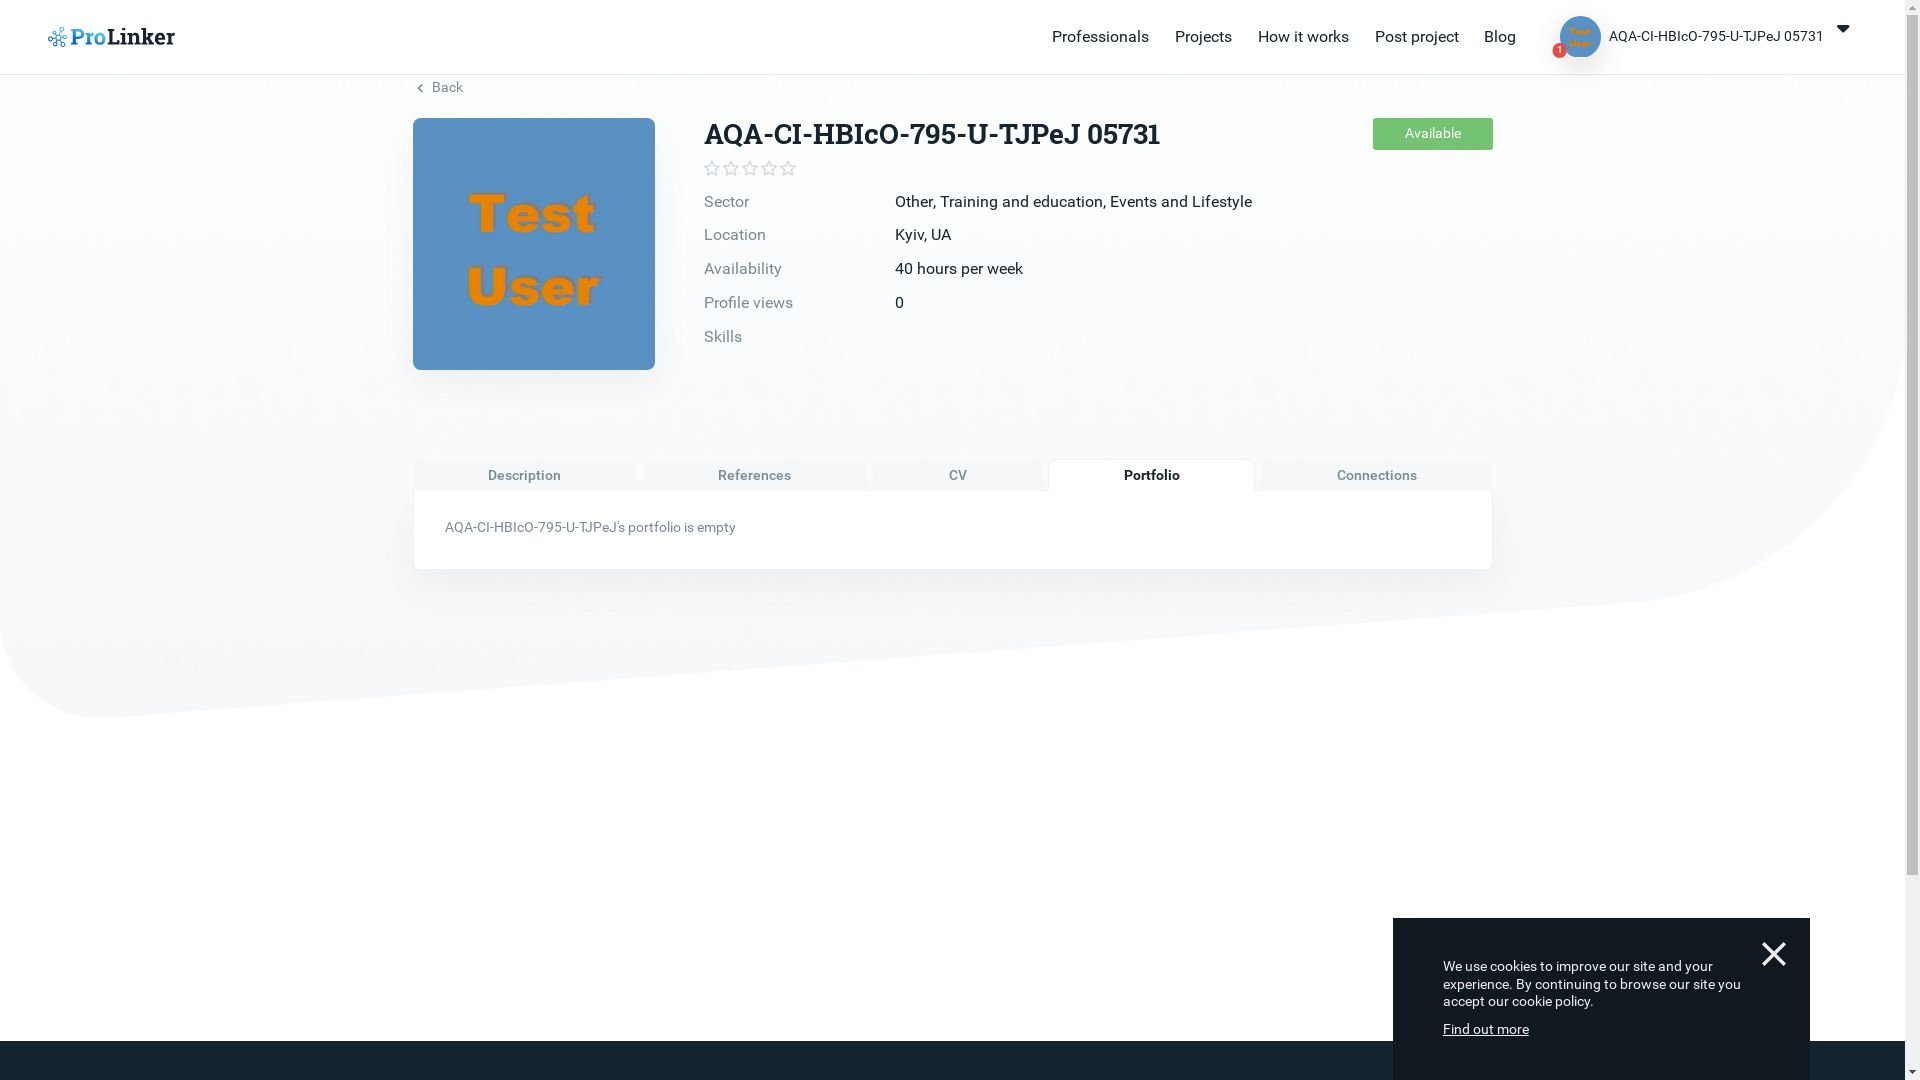 ProLinker
Professionals
Projects
How it works
Post project
Blog
Test
User
1
AQA-CI-HBIcO-795-U-TJPeJ 05731
Back
Test
User
AQA-CI-HBIcO-795-U-TJPeJ 05731
Available
Sector Other, Training and education, Events and Lifestyle
Location Kyiv, UA
Availability 40 hours per week
Profile views 0
Skills
Description
References
CV
Portfolio
Connections
AQA-CI-HBIcO-795-U-TJPeJ's portfolio is empty
We use cookies to improve our site and your
experience. By continuing to browse our site you
accept our cookie policy.
Find out more